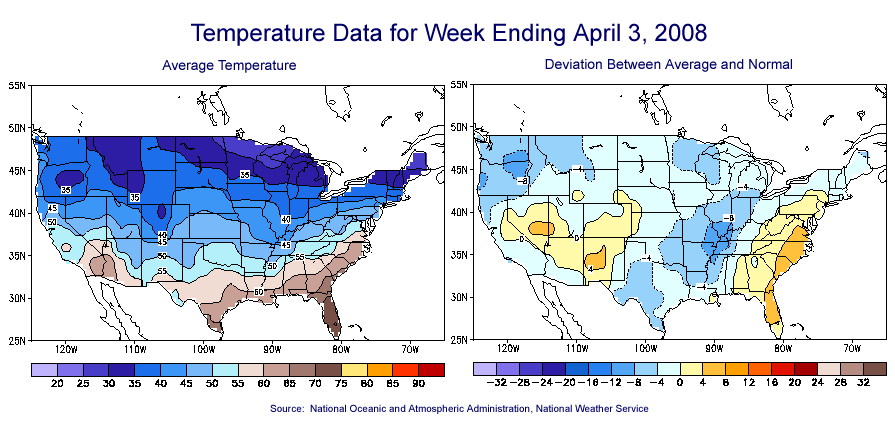 Temperature Data for Week Ending April 3, 2008
Average Temperature
Deviation Between Average and Normal
55N
50N
45N
40N
35N
30N
25N
35
35
35
45
50
40
45
50
55
40
45
50
55
60
120W 110W 100W 90W 80W 70W
20 25 30 35 40 45 50 55 60 65 70 75 80 85 90
55N
50N
45N
40N
35N
30N
25N
-8
-4
-4
-8
0
0
4
-4
0
-4
120W 110W 100W 90W 80W 70W
-32 -28 -24 -20 -16 -12 -8 -4 0 4 8 12 16 20 24 28 32
Source: National Oceanic and Atmospheric Administration, National Weather Service